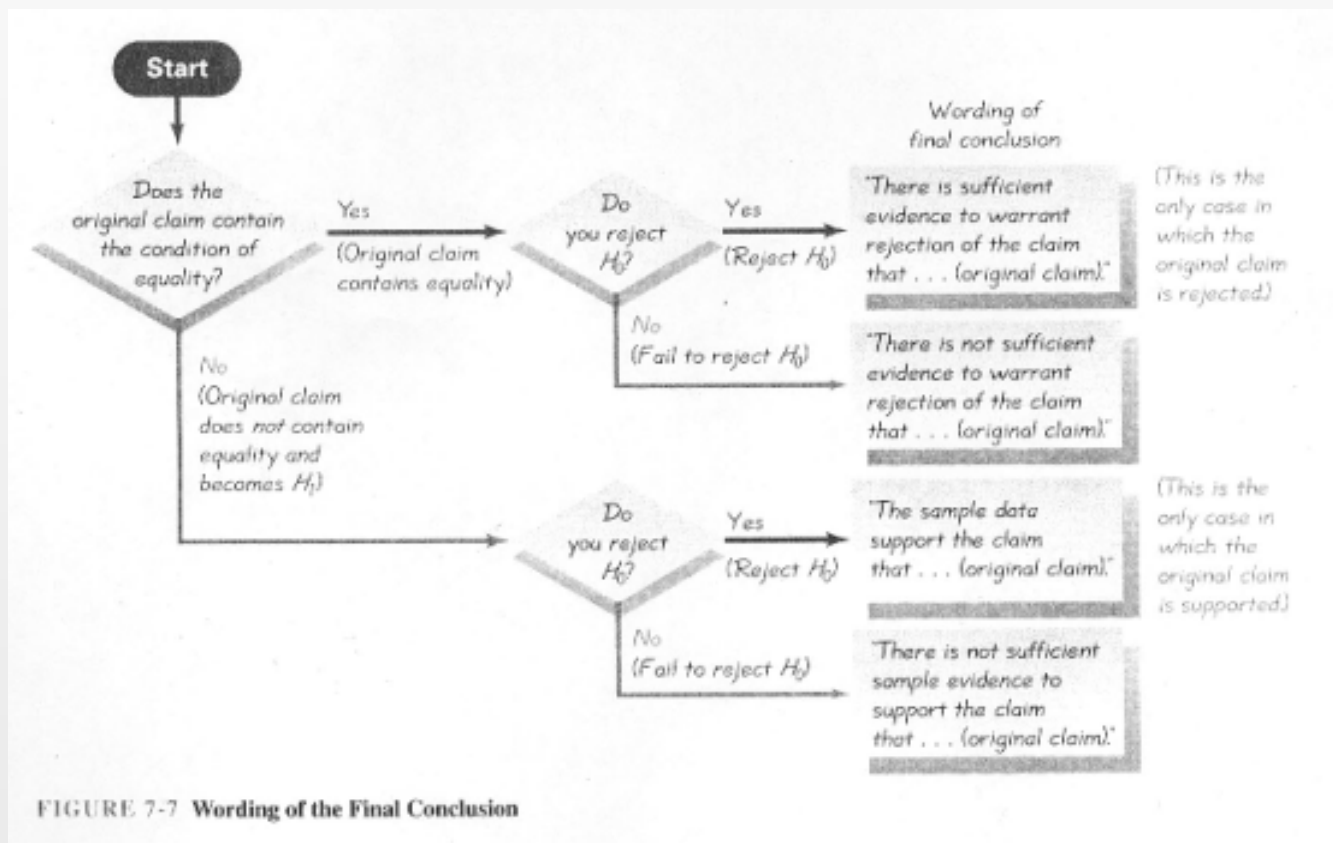 Start
Does the
original claim contain
the condition of
equality?
Yes
(Original claim
contains equality)
No
(Original claim
does not contain
equality and
becomes H₁)
Do
you reject
H₀?
Yes
(Reject H₀)
No
(Fail to reject H₀)
Do
you reject
H₀?
Yes
(Reject H₀)
No
(Fail to reject H₀)
Wording of
final conclusion
"There is sufficient
evidence to warrant
rejection of the claim
that . . . (original claim)."
(This is the
only case in
which the
original claim
is rejected.)
"There is not sufficient
evidence to warrant
rejection of the claim
that . . . (original claim)."
"The sample data
support the claim
that . . . (original claim)."
(This is the
only case in
which the
original claim
is supported.)
"There is not sufficient
sample evidence to
support the claim
that . . . (original claim)."
FIGURE 7-7 Wording of the Final Conclusion